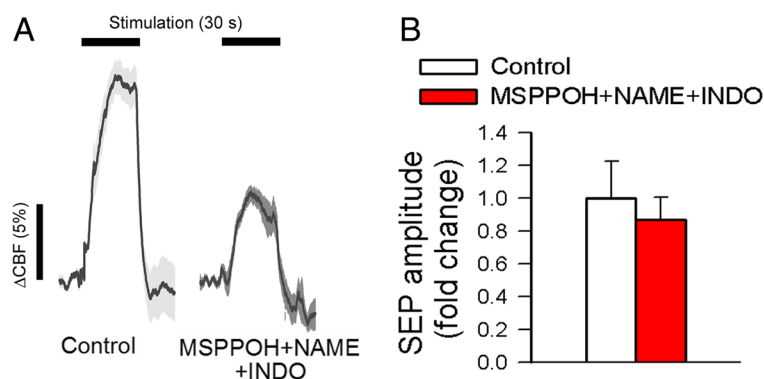 A
Stimulation (30 s)
ΔCBF (5%)
Control
MSPPOH+NAME
+INDO
B
Control
MSPPOH+NAME+INDO
SEP amplitude
(fold change)
1.4
1.2
1.0
0.8
0.6
0.4
0.2
0.0